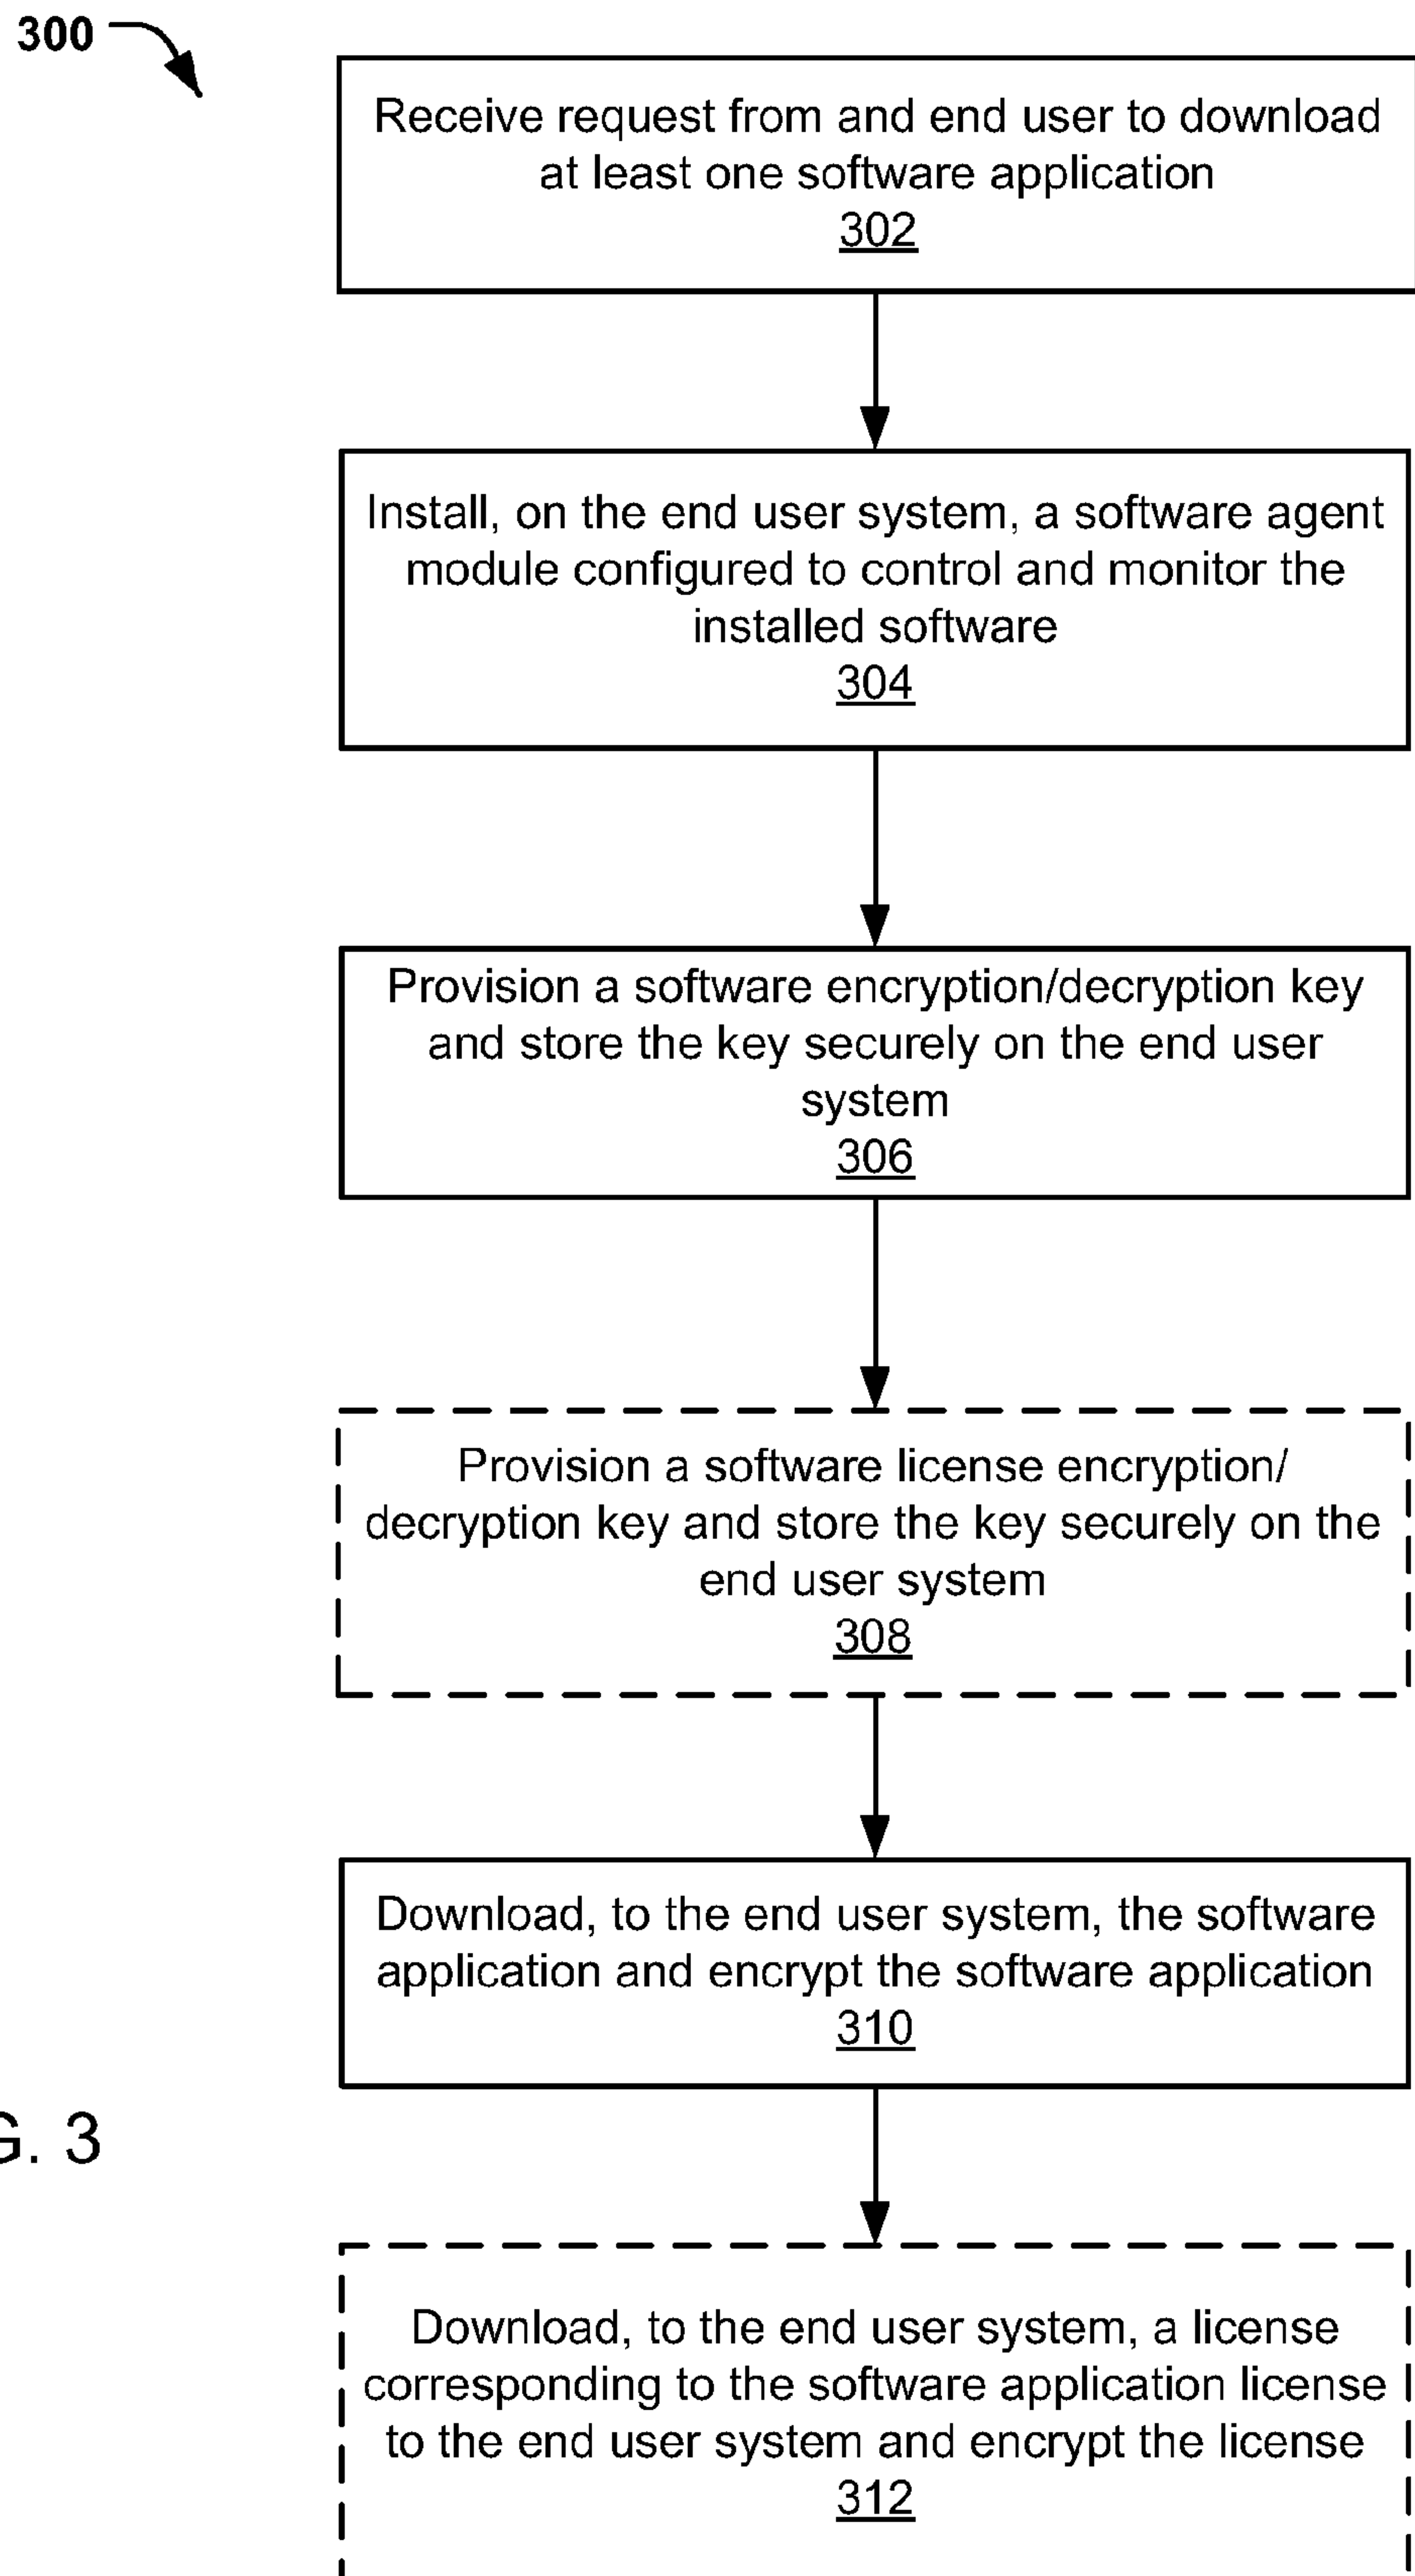 300
Receive request from and end user to download
at least one software application
302
Install, on the end user system, a software agent
module configured to control and monitor the
installed software
304
Provision a software encryption/decryption key
and store the key securely on the end user
system
306
Provision a software license encryption/
decryption key and store the key securely on the
end user system
308
Download, to the end user system, the software
application and encrypt the software application
310
G. 3
Download, to the end user system, a license
corresponding to the software application license
to the end user system and encrypt the license
312